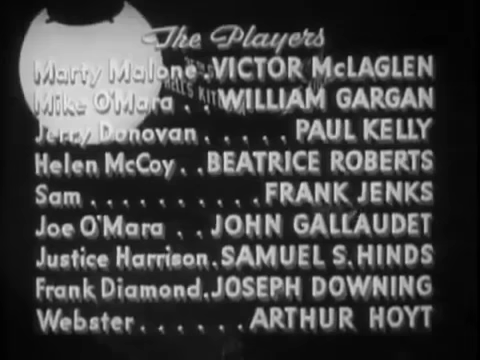 The Players
Marty Malone . VICTOR McLAGLEN
Mike O'Mara . . WILLIAM GARGAN
Jerry Donovan . . . . . PAUL KELLY
Helen McCoy . . BEATRICE ROBERTS
Sam . . . . . . . . . . FRANK JENKS
Joe O'Mara . . JOHN GALLAUDET
Justice Harrison . SAMUEL S. HINDS
Frank Diamond . JOSEPH DOWNING
Webster . . . . . . ARTHUR HOYT